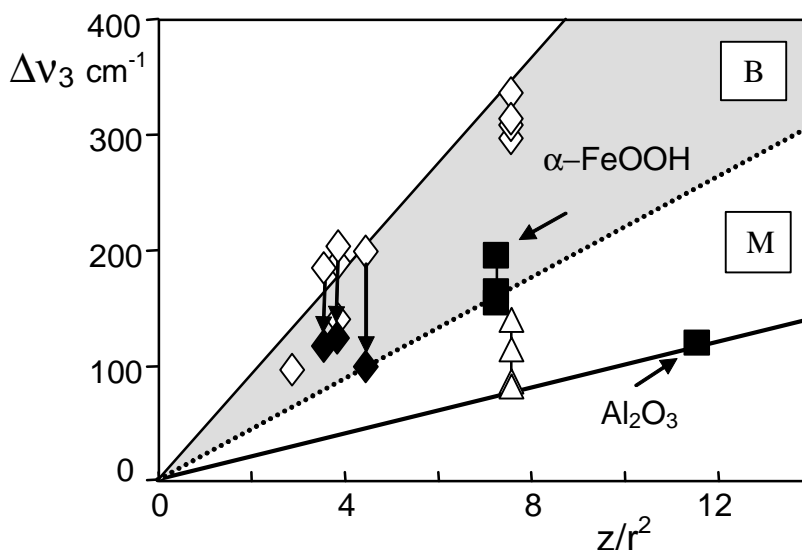 400
Δν₃ cm⁻¹
B
300
α–FeOOH
M
200
100
Al₂O₃
0
0 4 8 12
z/r²